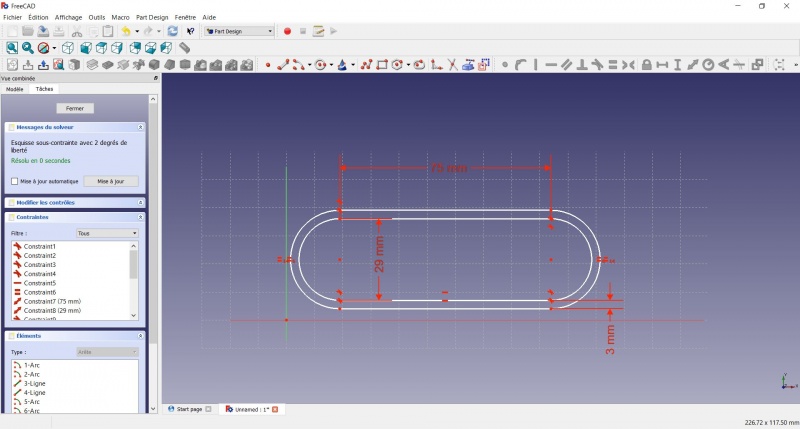 FreeCAD
Fichier Édition Affichage Outils Macro Part Design Fenêtre Aide
Part Design
Vue combinée
Modèle Tâches
Fermer
Messages du solveur
Esquisse sous-contrainte avec 2 degrés de
liberté
Résolu en 0 secondes
Mise à jour automatique Mise à jour
Modifier les contrôles
Contraintes
Filtre : Tous
Constraint1
Constraint2
Constraint3
Constraint4
Constraint5
Constraint6
Constraint7 (75 mm)
Constraint8 (29 mm)
Constraint9
Éléments
Type : Arête
1-Arc
2-Arc
3-Ligne
4-Ligne
5-Arc
6-Arc
75 mm
29 mm
3 mm
Start page Unnamed : 1*
226.72 x 117.50 mm